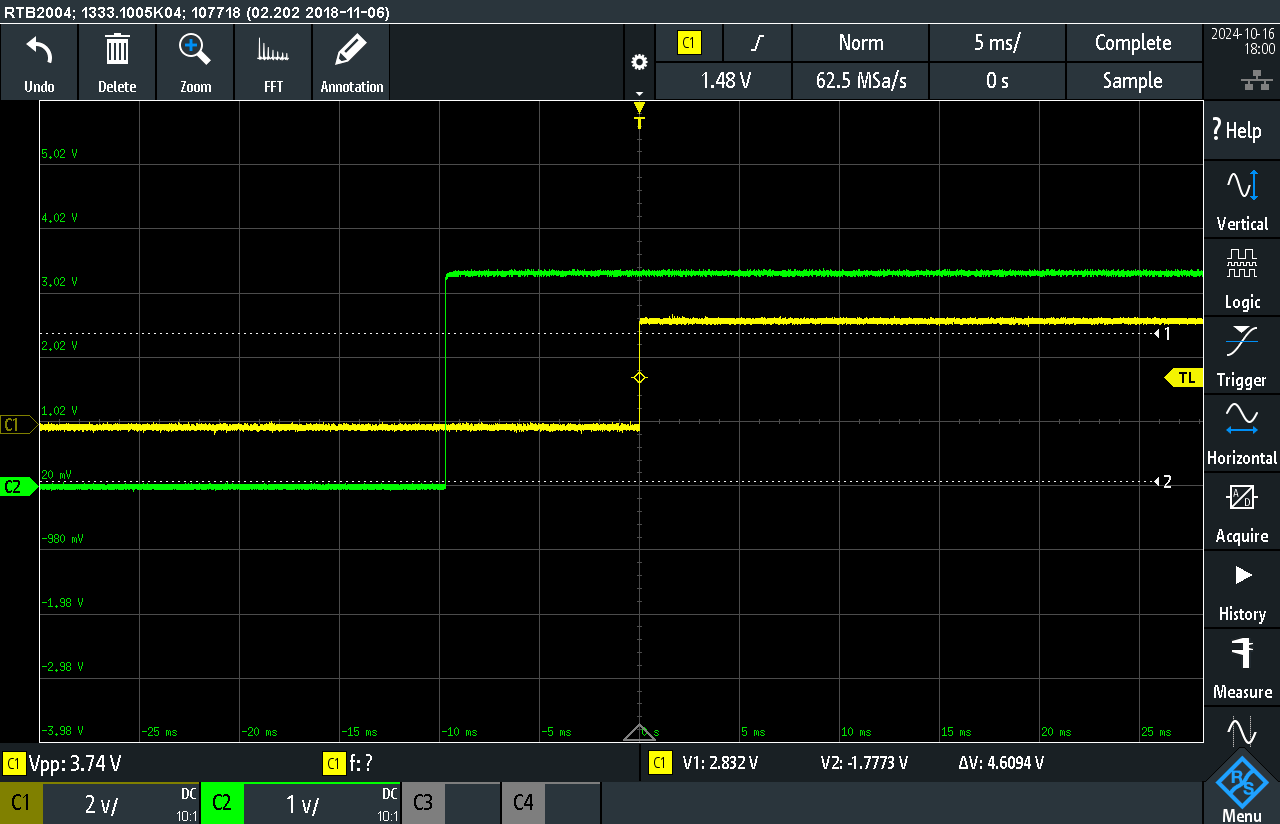 RTB2004; 1333.1005K04; 107718 (02.202 2018-11-06)
Undo Delete Zoom FFT Annotation
C1 Norm 5 ms/ Complete
1.48 V 62.5 MSa/s 0 s Sample
2024-10-16
18:00
T
? Help
Vertical
Logic
Trigger
Horizontal
A/D
Acquire
History
Measure
R&S
Menu
5.02 V
4.02 V
3.02 V
1
2.02 V
TL
1.02 V
C1
20 mV
C2
2
-980 mV
-1.98 V
-2.98 V
-3.98 V
-25 ms -20 ms -15 ms -10 ms -5 ms 0 s 5 ms 10 ms 15 ms 20 ms 25 ms
C1 Vpp: 3.74 V C1 f: ? C1 V1: 2.832 V V2: -1.7773 V ΔV: 4.6094 V
C1 2 V/ DC 10:1 C2 1 V/ DC 10:1 C3 C4